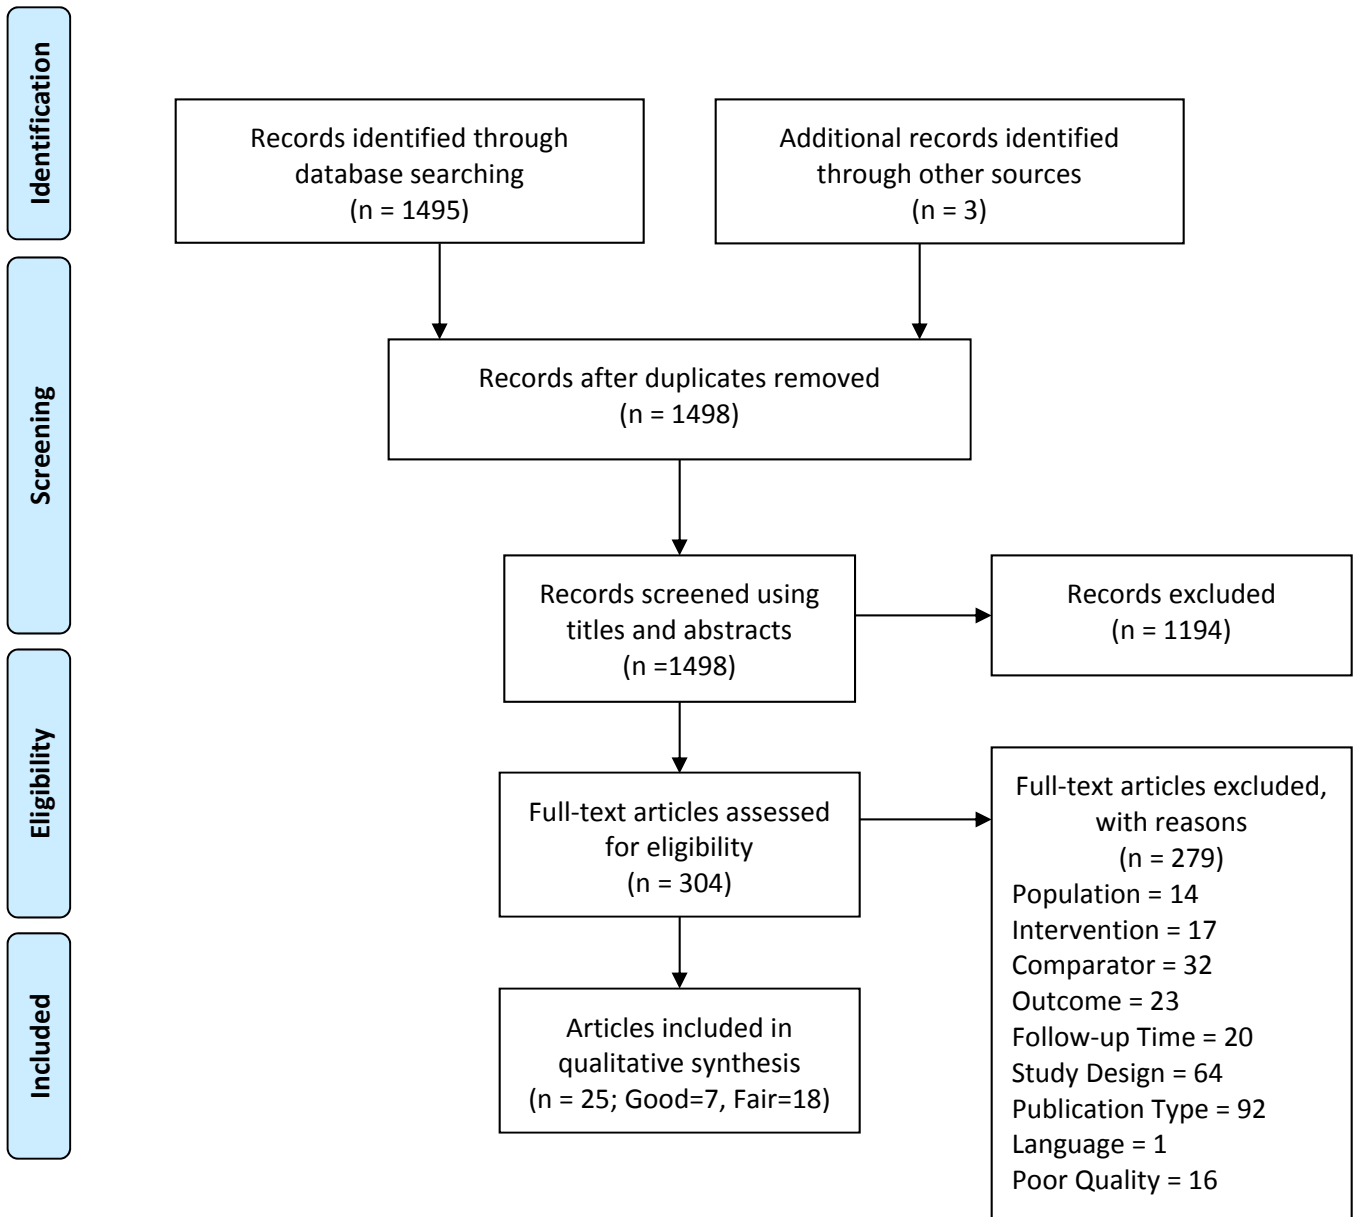 Identification
Records identified through
database searching
(n = 1495)
Additional records identified
through other sources
(n = 3)
Screening
Records after duplicates removed
(n = 1498)
Records screened using
titles and abstracts
(n =1498)
Records excluded
(n = 1194)
Eligibility
Full-text articles assessed
for eligibility
(n = 304)
Full-text articles excluded,
with reasons
(n = 279)
Population = 14
Intervention = 17
Comparator = 32
Outcome = 23
Follow-up Time = 20
Study Design = 64
Publication Type = 92
Language = 1
Poor Quality = 16
Included
Articles included in
qualitative synthesis
(n = 25; Good=7, Fair=18)